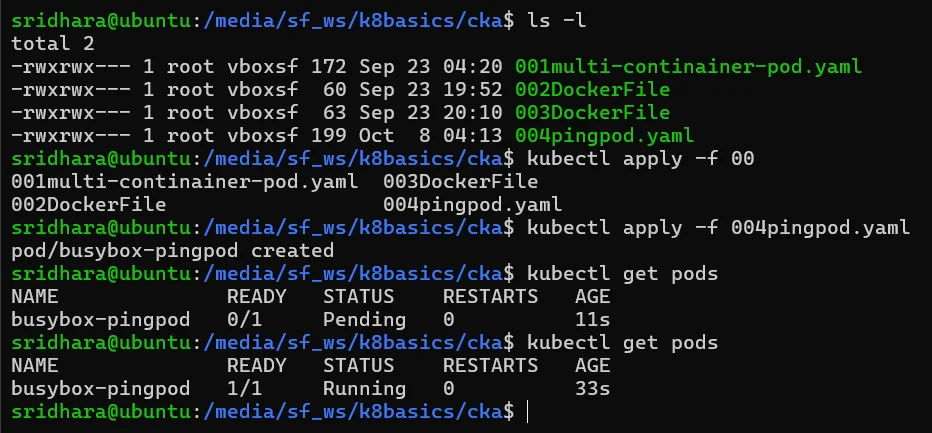 sridhara@ubuntu:/media/sf_ws/k8basics/cka$ ls -l
total 2
-rwxrwx--- 1 root vboxsf 172 Sep 23 04:20 001multi-continainer-pod.yaml
-rwxrwx--- 1 root vboxsf  60 Sep 23 19:52 002DockerFile
-rwxrwx--- 1 root vboxsf  63 Sep 23 20:10 003DockerFile
-rwxrwx--- 1 root vboxsf 199 Oct  8 04:13 004pingpod.yaml
sridhara@ubuntu:/media/sf_ws/k8basics/cka$ kubectl apply -f 00
001multi-continainer-pod.yaml  003DockerFile
002DockerFile                  004pingpod.yaml
sridhara@ubuntu:/media/sf_ws/k8basics/cka$ kubectl apply -f 004pingpod.yaml
pod/busybox-pingpod created
sridhara@ubuntu:/media/sf_ws/k8basics/cka$ kubectl get pods
NAME              READY   STATUS    RESTARTS   AGE
busybox-pingpod   0/1     Pending   0          11s
sridhara@ubuntu:/media/sf_ws/k8basics/cka$ kubectl get pods
NAME              READY   STATUS    RESTARTS   AGE
busybox-pingpod   1/1     Running   0          33s
sridhara@ubuntu:/media/sf_ws/k8basics/cka$